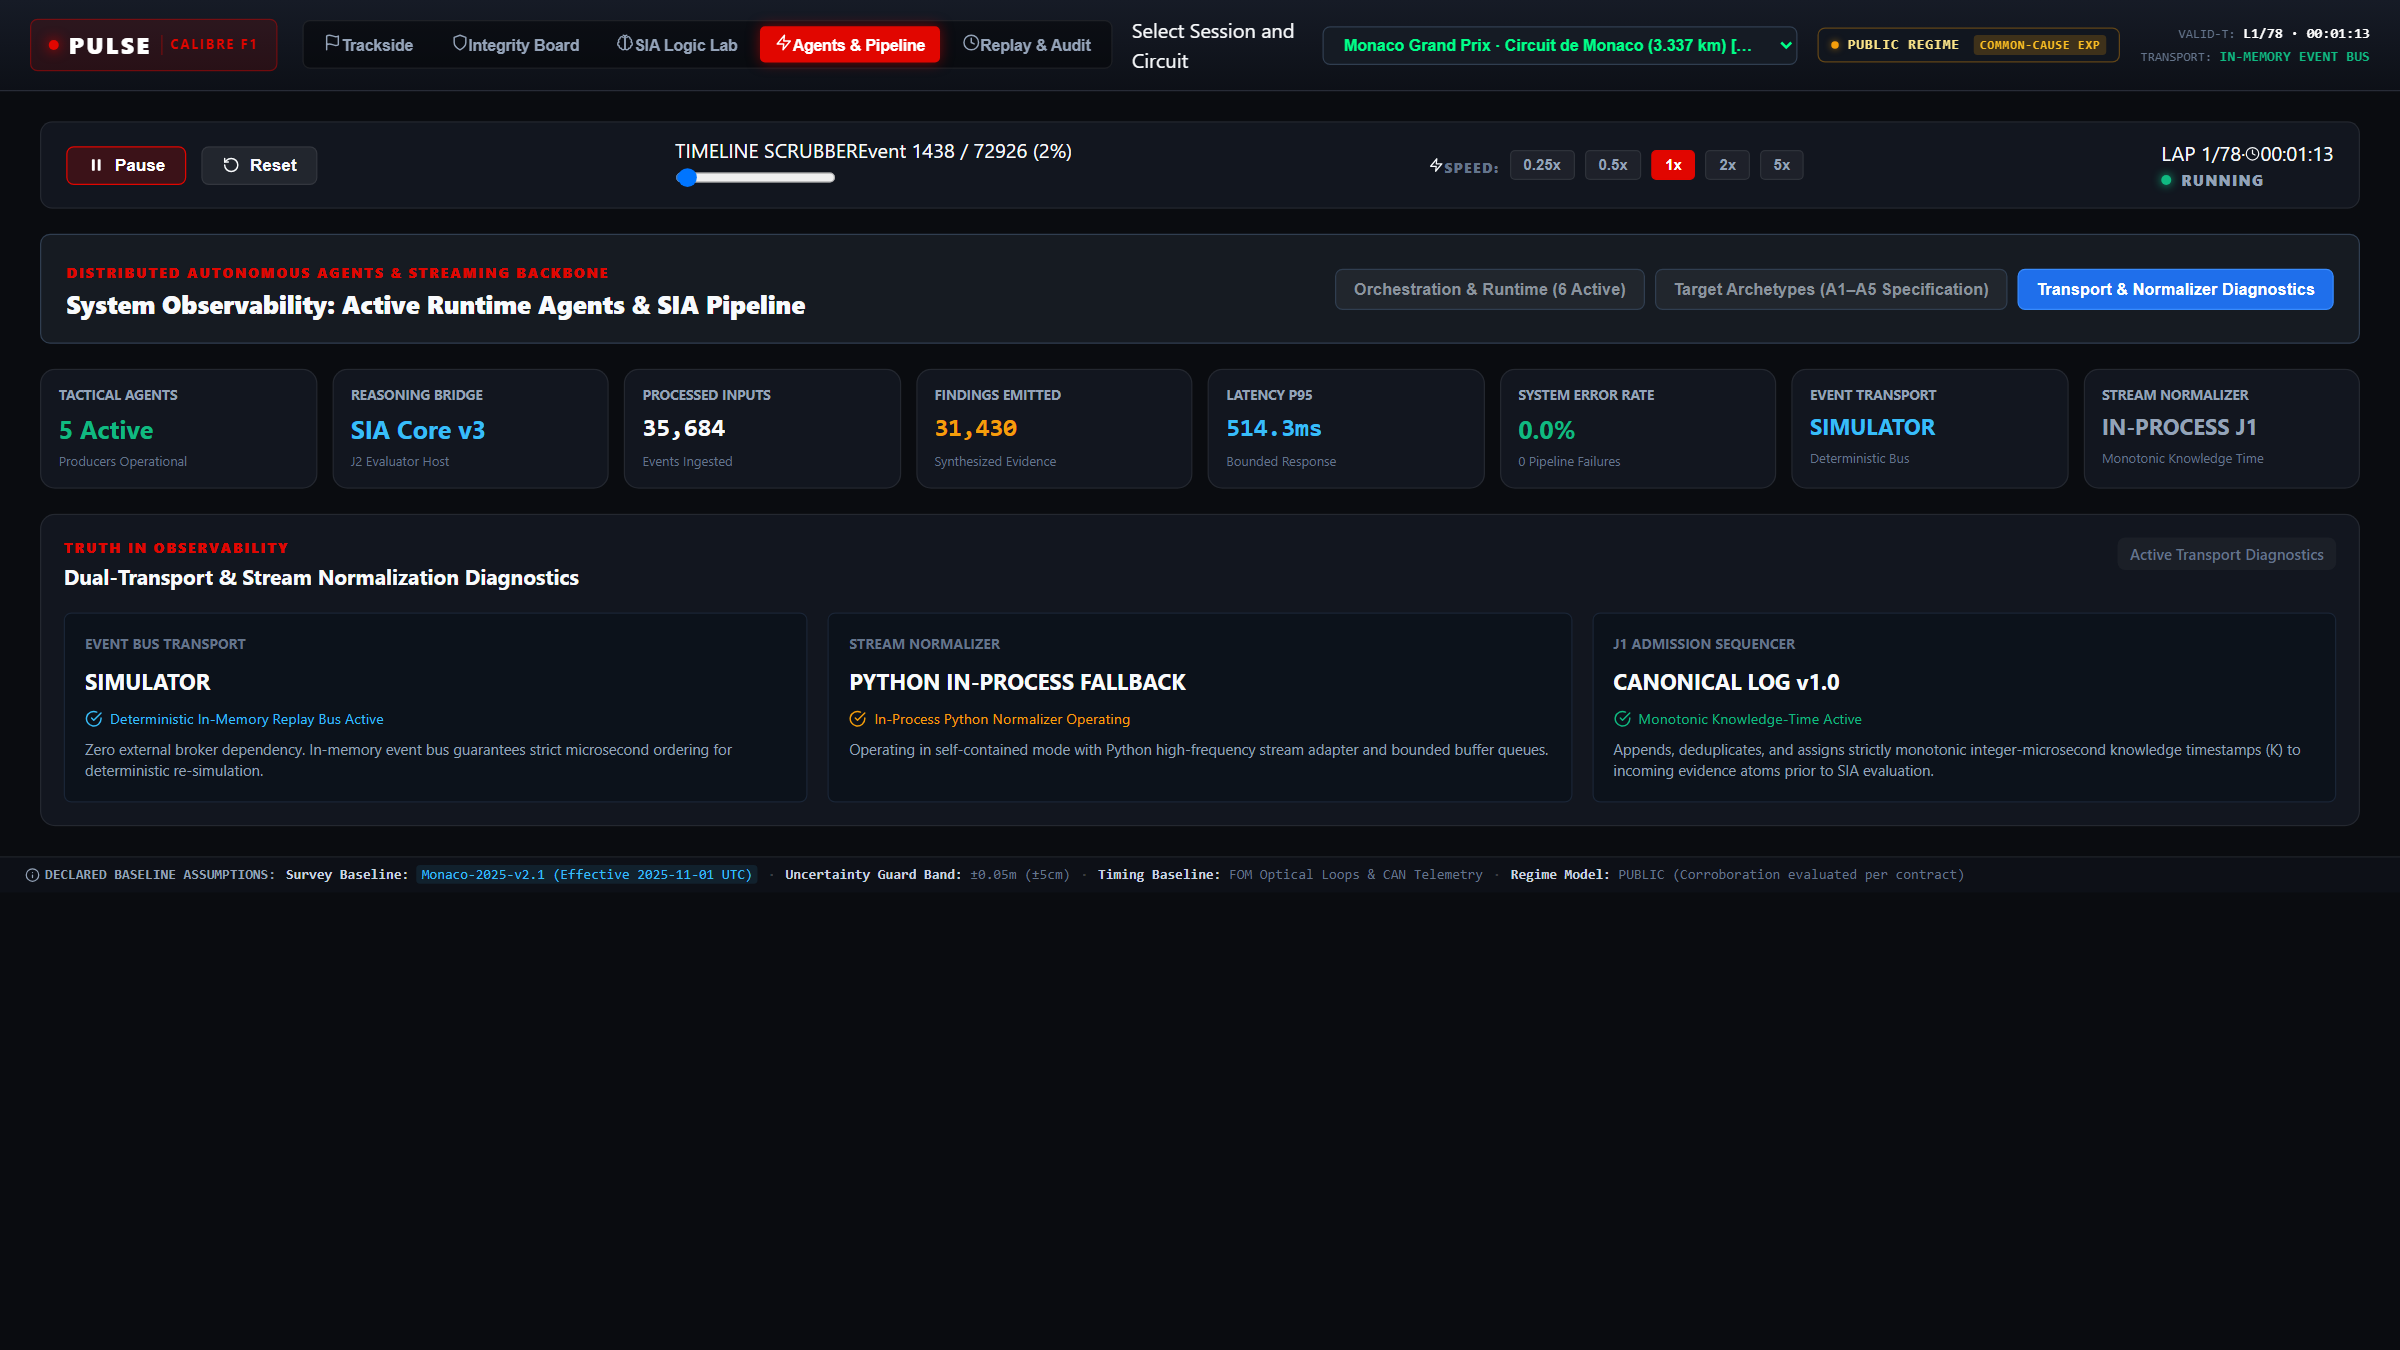 PULSE CALIBRE F1
Trackside
Integrity Board
SIA Logic Lab
Agents & Pipeline
Replay & Audit
Select Session and
Circuit
Monaco Grand Prix · Circuit de Monaco (3.337 km) [...
PUBLIC REGIME COMMON-CAUSE EXP
VALID-T: L1/78 • 00:01:13
TRANSPORT: IN-MEMORY EVENT BUS
Pause
Reset
TIMELINE SCRUBBEREvent 1438 / 72926 (2%)
SPEED: 0.25x 0.5x 1x 2x 5x
LAP 1/78·00:01:13
RUNNING
DISTRIBUTED AUTONOMOUS AGENTS & STREAMING BACKBONE
System Observability: Active Runtime Agents & SIA Pipeline
Orchestration & Runtime (6 Active)
Target Archetypes (A1–A5 Specification)
Transport & Normalizer Diagnostics
TACTICAL AGENTS
5 Active
Producers Operational
REASONING BRIDGE
SIA Core v3
J2 Evaluator Host
PROCESSED INPUTS
35,684
Events Ingested
FINDINGS EMITTED
31,430
Synthesized Evidence
LATENCY P95
514.3ms
Bounded Response
SYSTEM ERROR RATE
0.0%
0 Pipeline Failures
EVENT TRANSPORT
SIMULATOR
Deterministic Bus
STREAM NORMALIZER
IN-PROCESS J1
Monotonic Knowledge Time
TRUTH IN OBSERVABILITY
Dual-Transport & Stream Normalization Diagnostics
Active Transport Diagnostics
EVENT BUS TRANSPORT
SIMULATOR
Deterministic In-Memory Replay Bus Active
Zero external broker dependency. In-memory event bus guarantees strict microsecond ordering for
deterministic re-simulation.
STREAM NORMALIZER
PYTHON IN-PROCESS FALLBACK
In-Process Python Normalizer Operating
Operating in self-contained mode with Python high-frequency stream adapter and bounded buffer queues.
J1 ADMISSION SEQUENCER
CANONICAL LOG v1.0
Monotonic Knowledge-Time Active
Appends, deduplicates, and assigns strictly monotonic integer-microsecond knowledge timestamps (K) to
incoming evidence atoms prior to SIA evaluation.
DECLARED BASELINE ASSUMPTIONS: Survey Baseline: Monaco-2025-v2.1 (Effective 2025-11-01 UTC) · Uncertainty Guard Band: ±0.05m (±5cm) · Timing Baseline: FOM Optical Loops & CAN Telemetry · Regime Model: PUBLIC (Corroboration evaluated per contract)